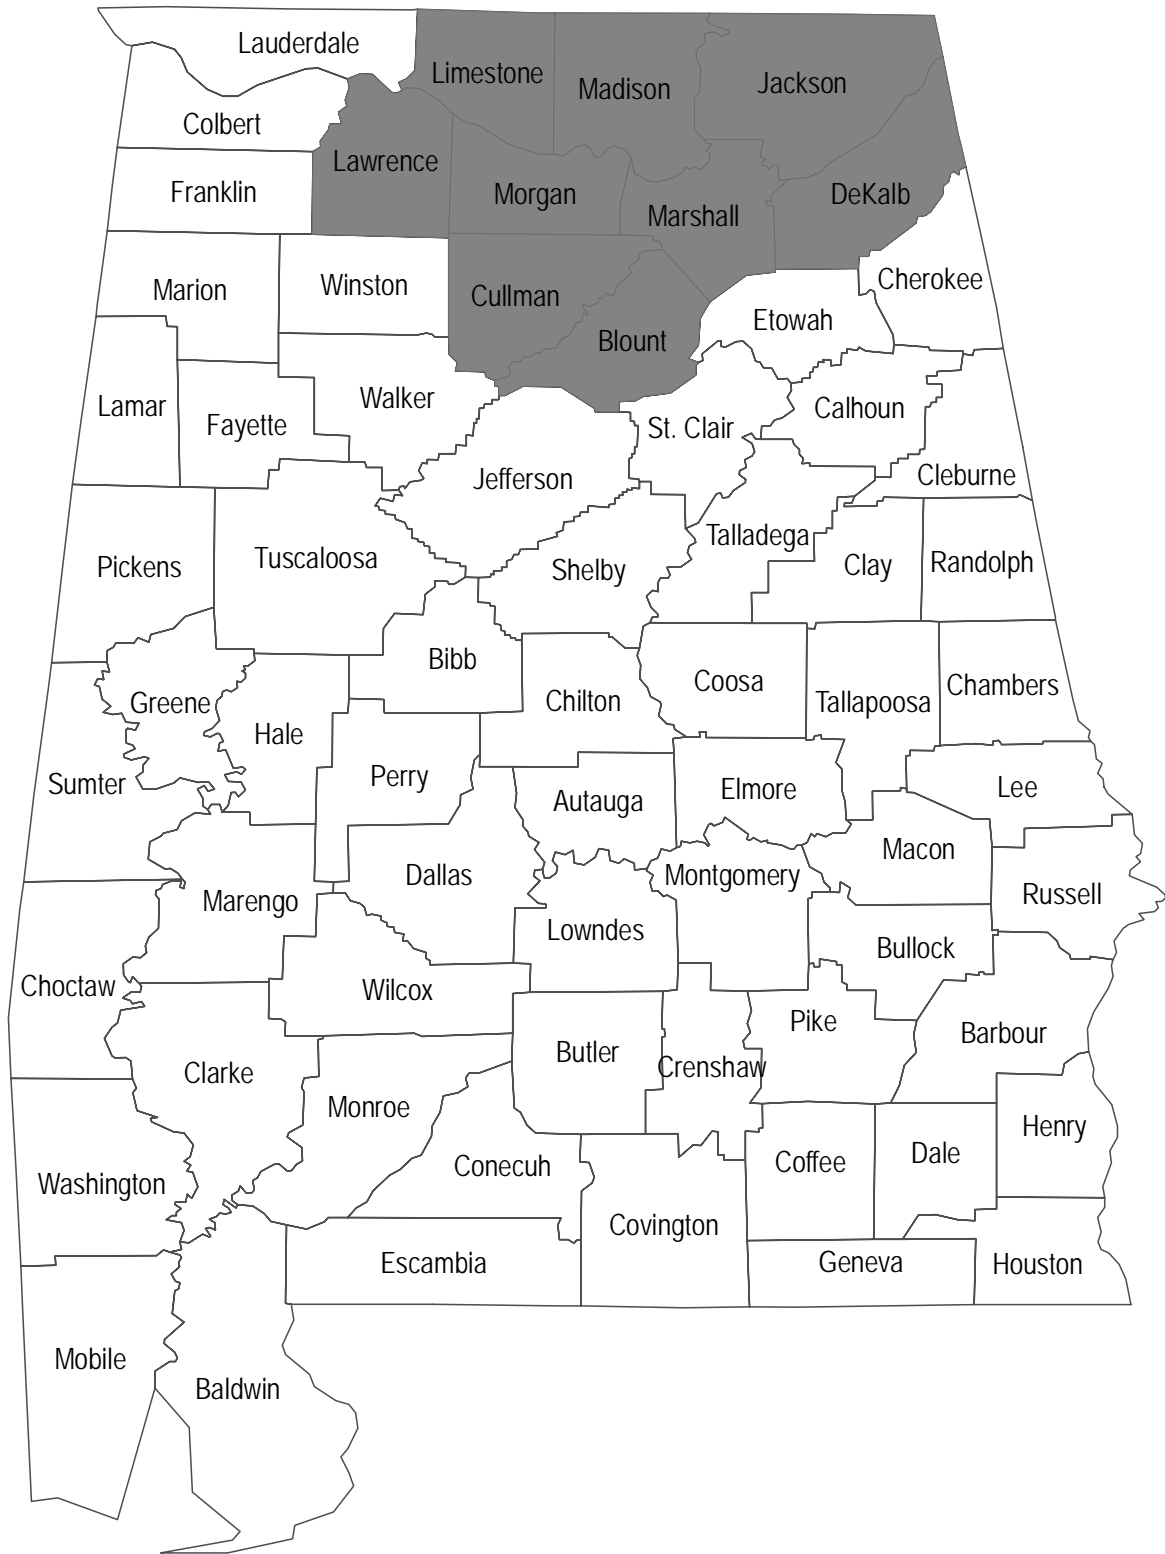 Lauderdale
Limestone
Madison
Jackson
Colbert
Lawrence
Franklin
Morgan
Marshall
DeKalb
Marion
Winston
Cullman
Blount
Etowah
Cherokee
Lamar
Fayette
Walker
Jefferson
St. Clair
Calhoun
Cleburne
Pickens
Tuscaloosa
Shelby
Talladega
Clay
Randolph
Greene
Hale
Bibb
Chilton
Coosa
Tallapoosa
Chambers
Sumter
Perry
Autauga
Elmore
Lee
Marengo
Dallas
Lowndes
Montgomery
Macon
Russell
Choctaw
Wilcox
Bullock
Clarke
Monroe
Butler
Crenshaw
Pike
Barbour
Washington
Conecuh
Covington
Coffee
Dale
Henry
Escambia
Geneva
Houston
Mobile
Baldwin